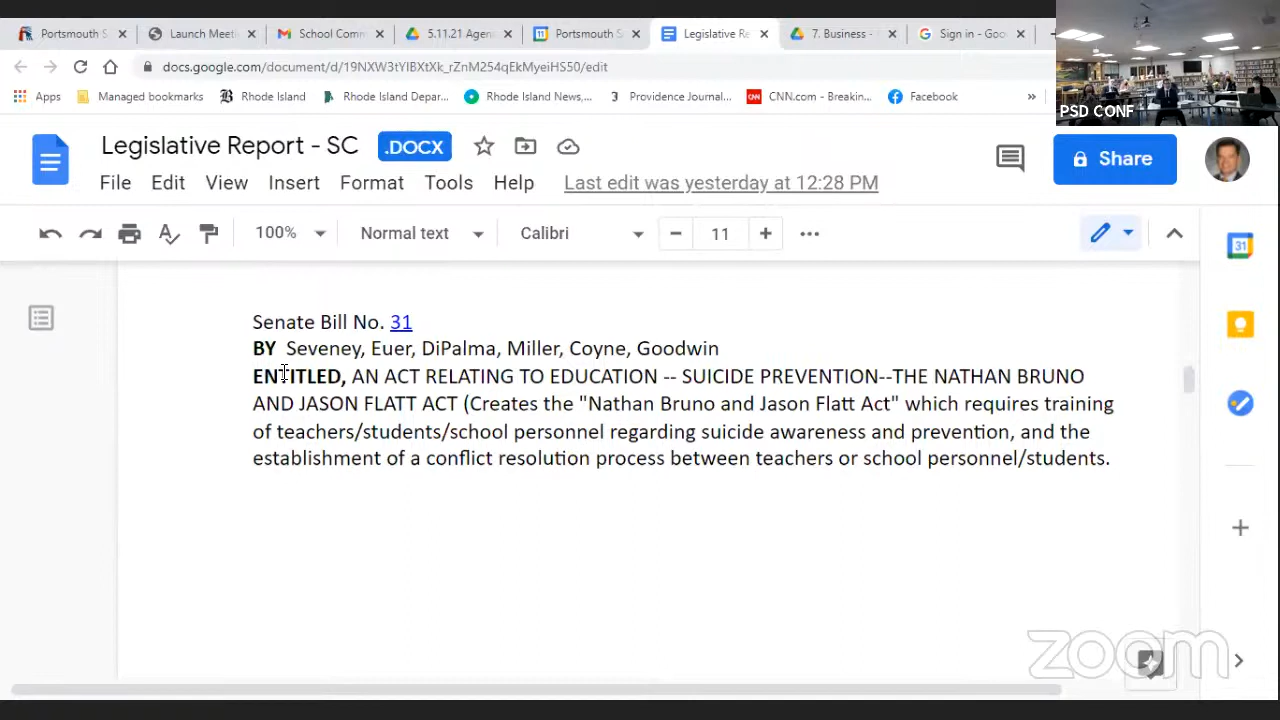 Portsmouth S
Launch Meeti
School Comm
5.11.21 Agen
Portsmouth S
Legislative Re
7. Business -
Sign in - Goo
docs.google.com/document/d/19NXW3tVlBXtXk_rZnM254qEkMyeiHS50/edit
Apps
Managed bookmarks
Rhode Island
Rhode Island Depar...
Rhode Island News,...
Providence Journal...
CNN.com - Breakin...
Facebook
»
PSD CONF
Legislative Report - SC
.DOCX
File Edit View Insert Format Tools Help
Last edit was yesterday at 12:28 PM
Share
100%
Normal text
Calibri
11
31
Senate Bill No. 31
BY Seveney, Euer, DiPalma, Miller, Coyne, Goodwin
ENTITLED, AN ACT RELATING TO EDUCATION -- SUICIDE PREVENTION--THE NATHAN BRUNO
AND JASON FLATT ACT (Creates the "Nathan Bruno and Jason Flatt Act" which requires training
of teachers/students/school personnel regarding suicide awareness and prevention, and the
establishment of a conflict resolution process between teachers or school personnel/students.
zoom